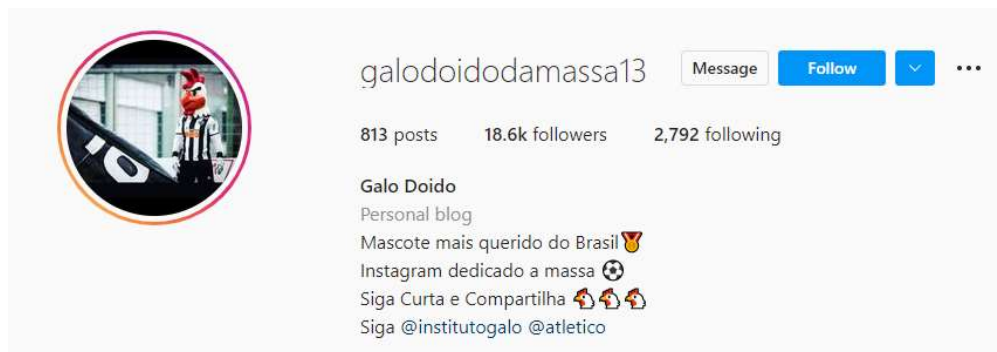 galodoidodamassa13 Message Follow
813 posts 18.6k followers 2,792 following
Galo Doido
Personal blog
Mascote mais querido do Brasil🏅
Instagram dedicado a massa ⚽
Siga Curta e Compartilha 🐔🐔🐔
Siga @institutogalo @atletico